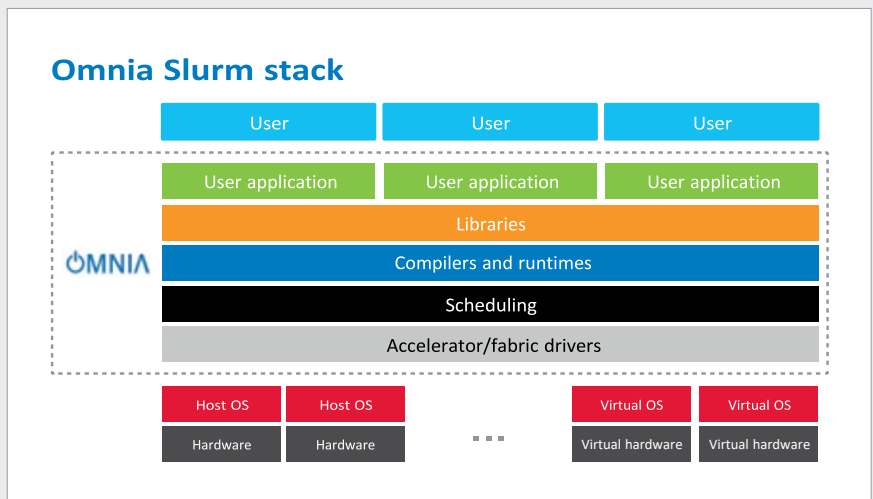 Omnia Slurm stack
User User User
User application User application User application
Libraries
OMNIA
Compilers and runtimes
Scheduling
Accelerator/fabric drivers
Host OS Host OS Virtual OS Virtual OS
Hardware Hardware Virtual hardware Virtual hardware